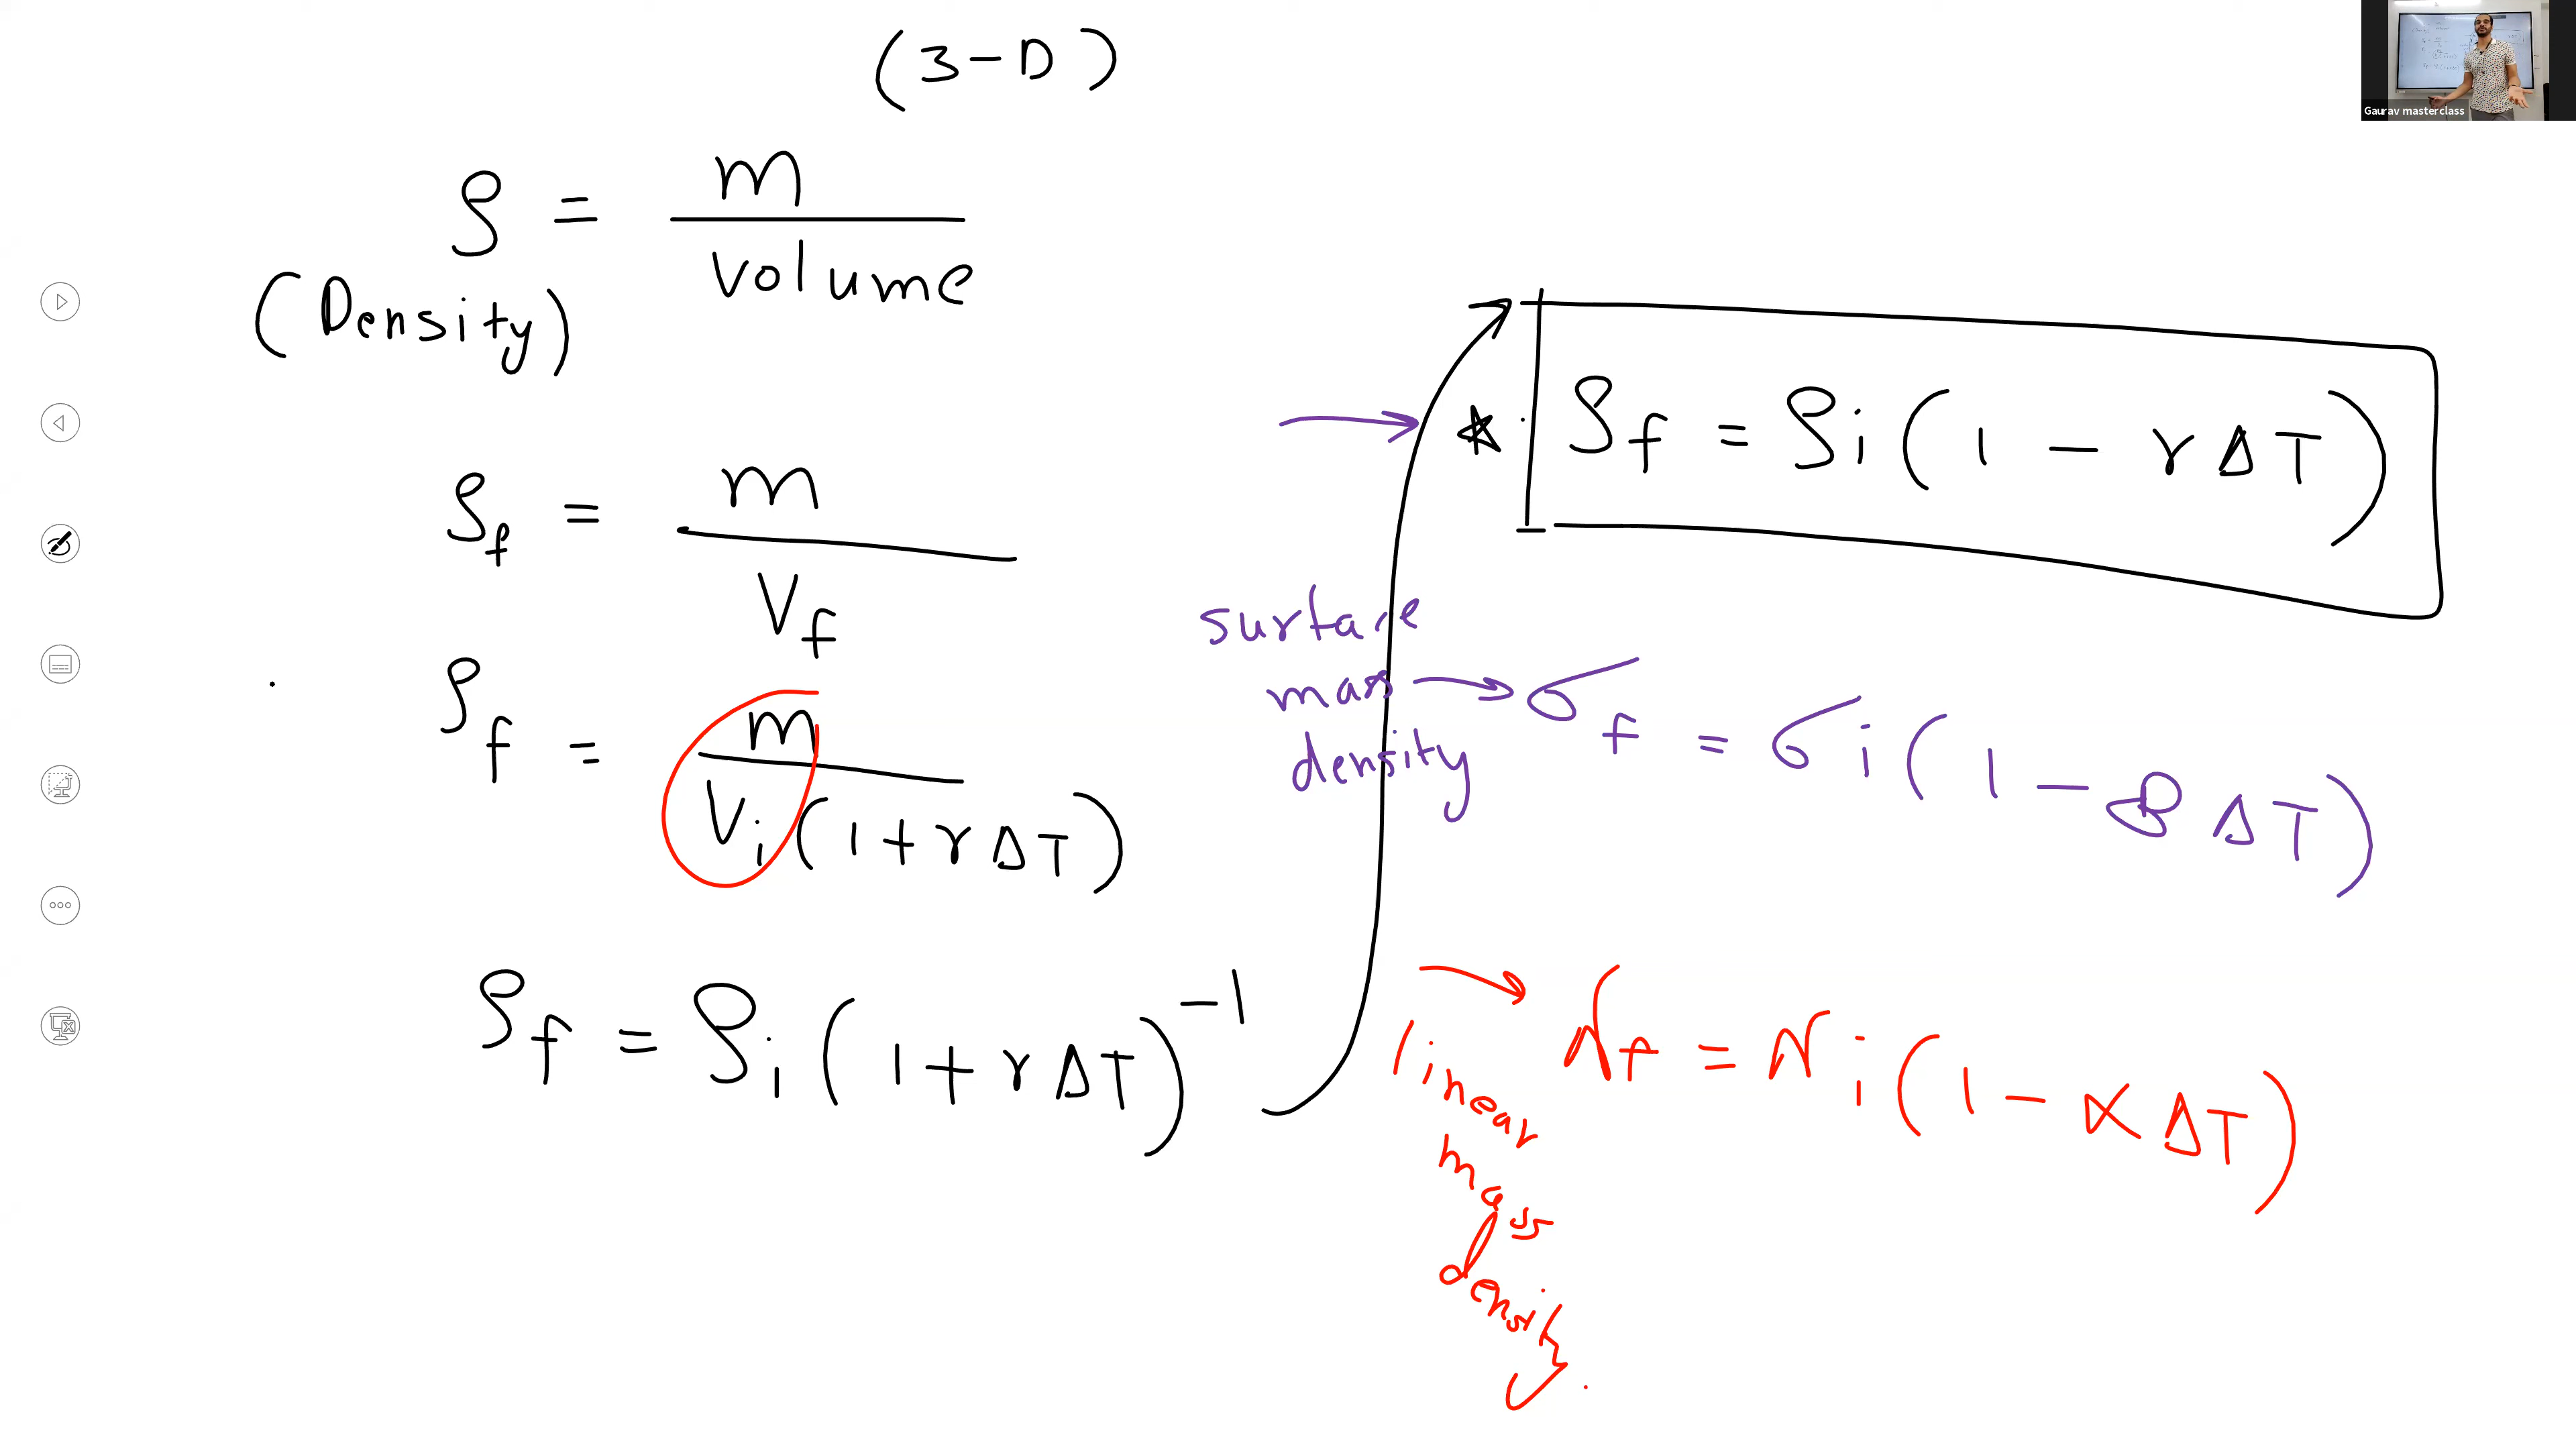 (3-D)
ρ = m / volume
(Density)
ρf = m / Vf
ρf = m / Vi(1+γΔT)
ρf = ρi(1+γΔT)⁻¹
ρf = ρi(1 - γΔT)
surface
mass
density
σf = σi(1 - βΔT)
λf = λi(1 - αΔT)
linear
mass
density
Gaurav masterclass